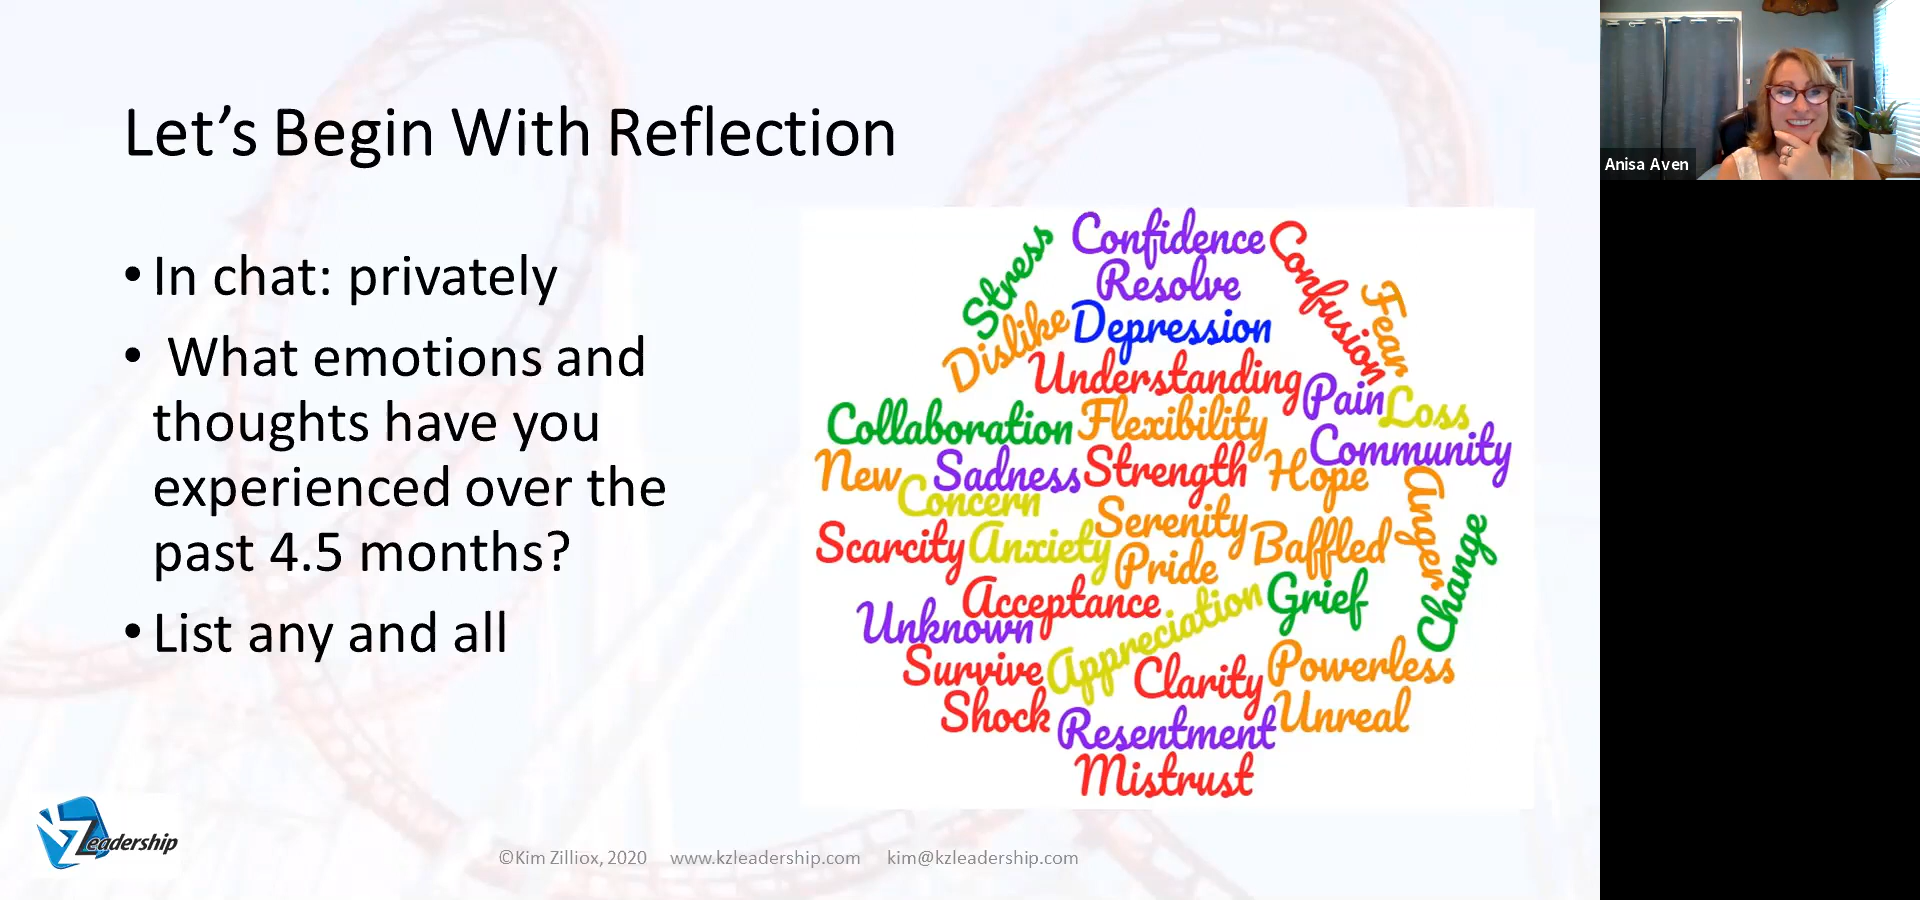 Let's Begin With Reflection
• In chat: privately
• What emotions and
thoughts have you
experienced over the
past 4.5 months?
• List any and all
Stress
Confidence
Confusion
Resolve
Fear
Dislike
Depression
Understanding
Pain
Loss
Collaboration
Flexibility
Community
New
Sadness
Strength
Hope
Concern
Anger
Serenity
Scarcity
Anxiety
Baffled
Change
Pride
Acceptance
Appreciation
Grief
Unknown
Survive
Clarity
Powerless
Shock
Resentment
Unreal
Mistrust
KZLeadership
©Kim Zilliox, 2020 www.kzleadership.com kim@kzleadership.com
Anisa Aven